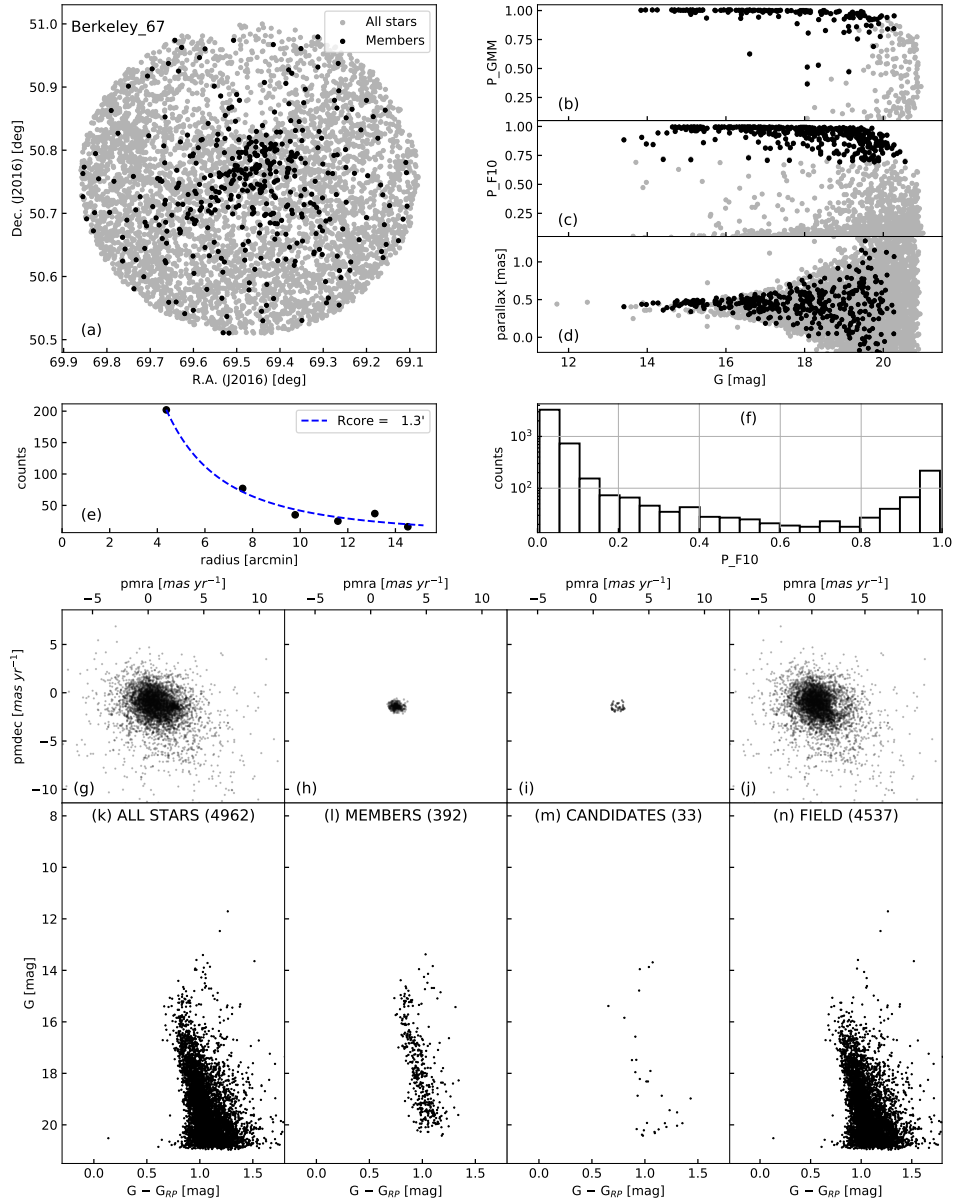 Berkeley_67
All stars
Members
Dec. (J2016) [deg]
51.0
50.9
50.8
50.7
50.6
50.5
(a)
69.9 69.8 69.7 69.6 69.5 69.4 69.3 69.2 69.1
R.A. (J2016) [deg]
P_GMM
1.00
0.75
0.50
0.25
(b)
P_F10
1.00
0.75
0.50
0.25
(c)
parallax [mas]
1.0
0.5
0.0
(d)
12 14 16 18 20
G [mag]
counts
200
150
100
50
Rcore = 1.3'
(e)
0 2 4 6 8 10 12 14
radius [arcmin]
counts
10³
10²
(f)
0.0 0.2 0.4 0.6 0.8 1.0
P_F10
pmra [mas yr⁻¹] pmra [mas yr⁻¹] pmra [mas yr⁻¹] pmra [mas yr⁻¹]
−5 0 5 10 −5 0 5 10 −5 0 5 10 −5 0 5 10
pmdec [mas yr⁻¹]
5
0
−5
−10
(g) (h) (i) (j)
(k) ALL STARS (4962) (l) MEMBERS (392) (m) CANDIDATES (33) (n) FIELD (4537)
G [mag]
8
10
12
14
16
18
20
0.0 0.5 1.0 1.5 0.0 0.5 1.0 1.5 0.0 0.5 1.0 1.5 0.0 0.5 1.0 1.5
G − G_RP [mag] G − G_RP [mag] G − G_RP [mag] G − G_RP [mag]